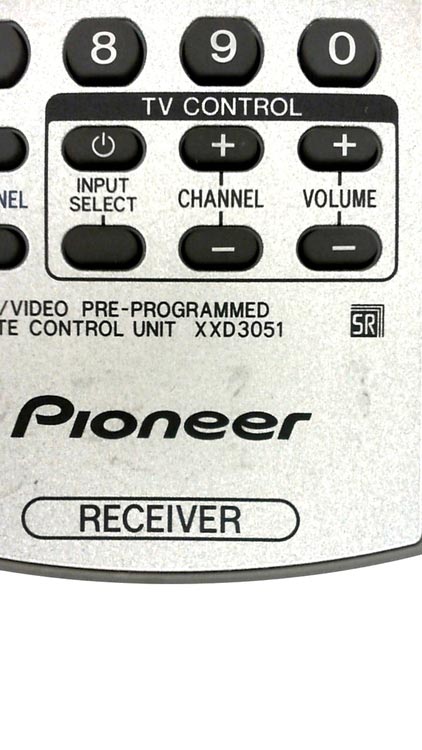 8 9 0
TV CONTROL
+ +
NEL
INPUT SELECT
CHANNEL
VOLUME
− −
/VIDEO PRE-PROGRAMMED
TE CONTROL UNIT XXD3051
SR
Pioneer
RECEIVER